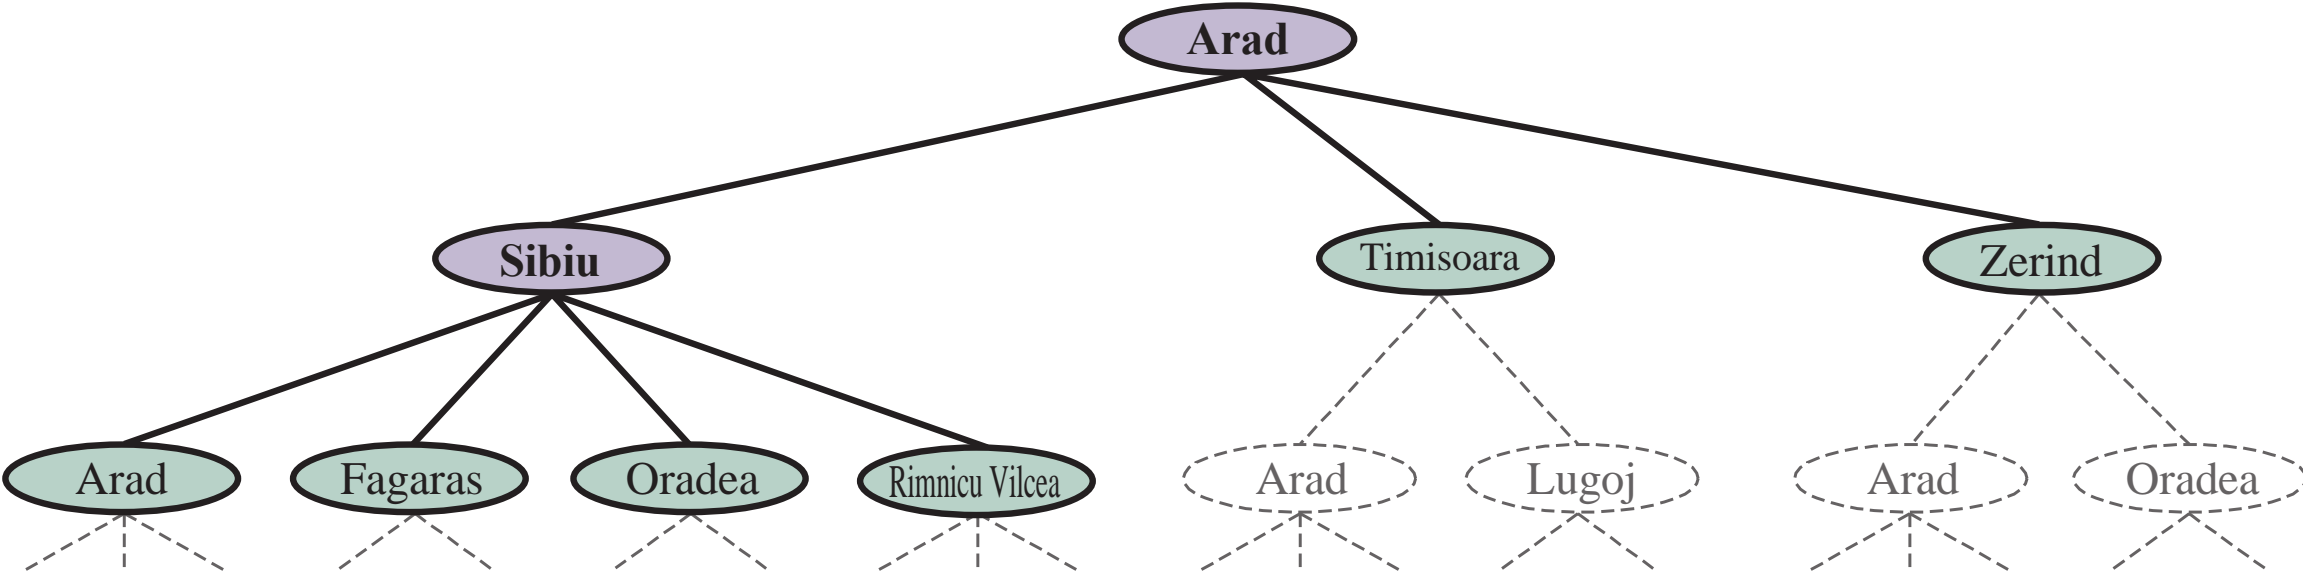 Arad
Sibiu
Timisoara
Zerind
Arad
Fagaras
Oradea
Rimnicu Vilcea
Arad
Lugoj
Arad
Oradea